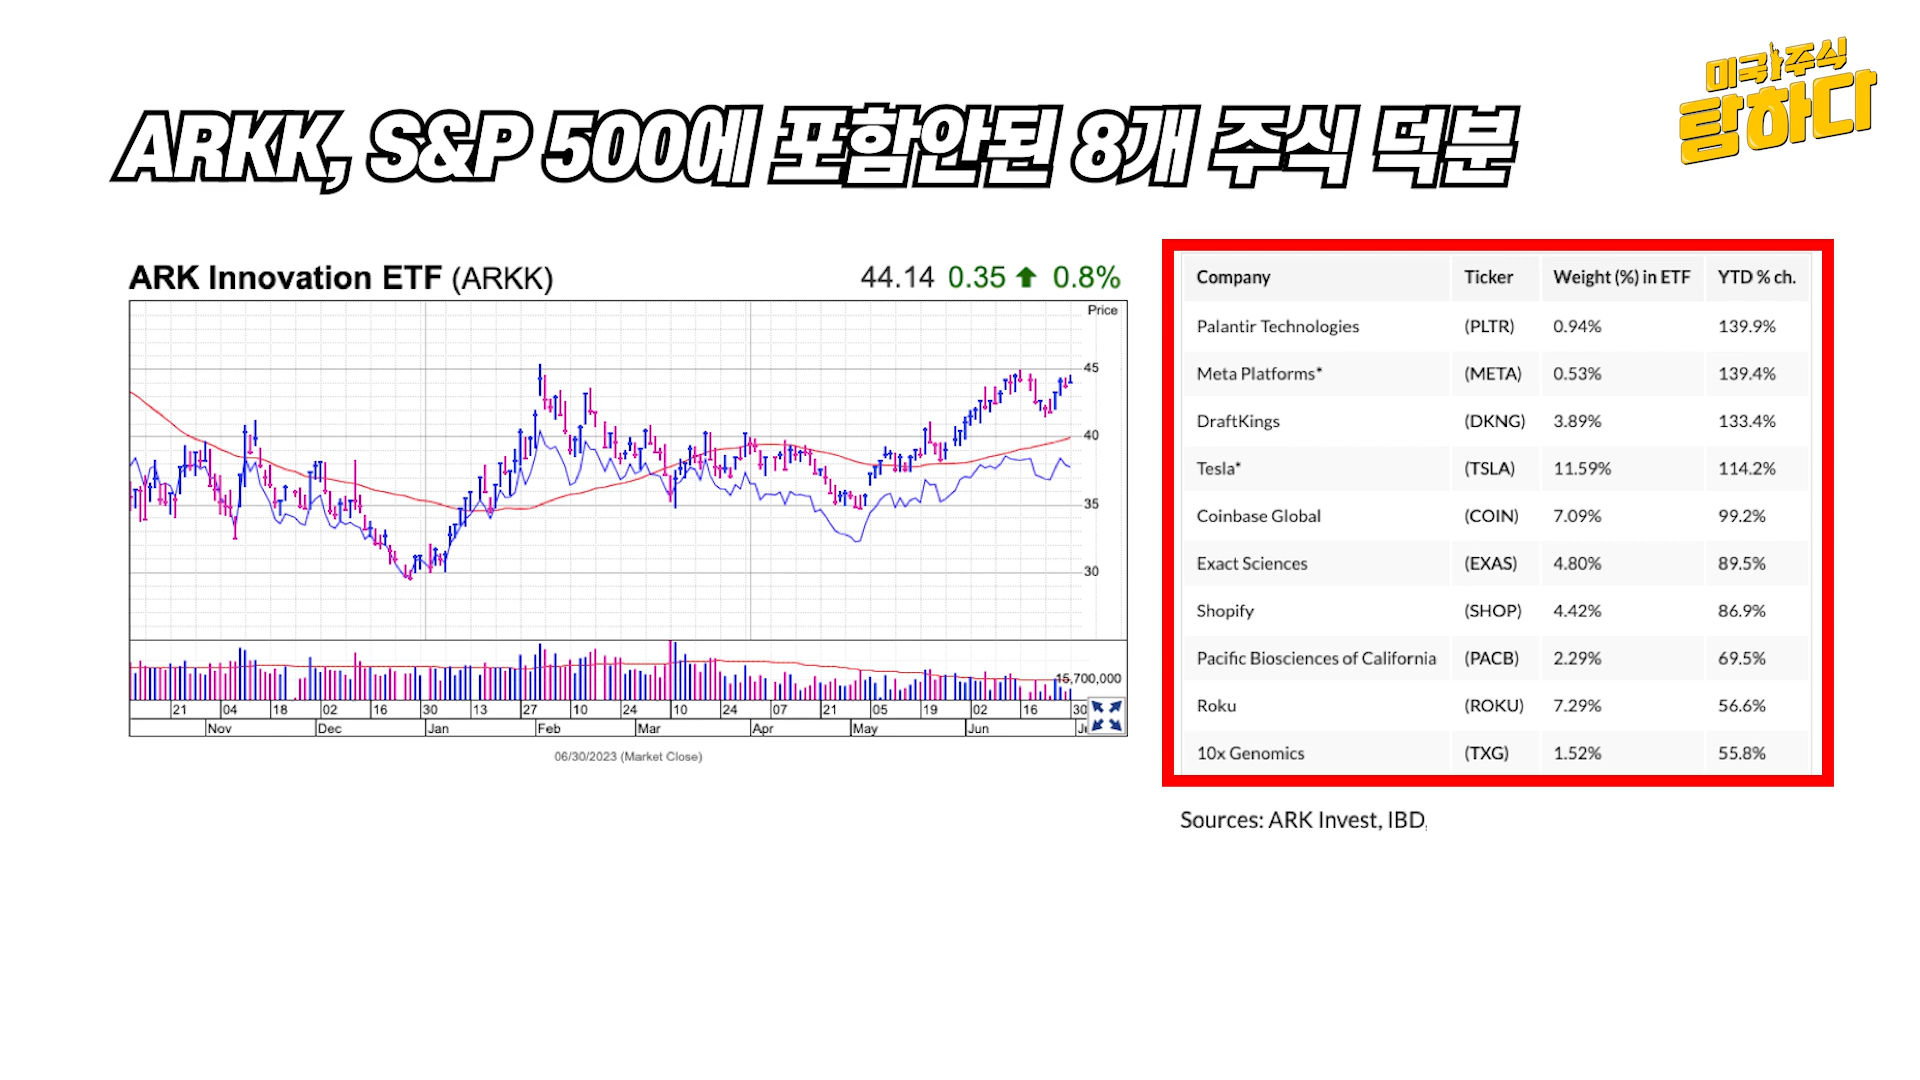 미국주식
탐하다
ARKK, S&P 500에 포함안된 8개 주식 덕분
ARK Innovation ETF (ARKK)
44.14 0.35 0.8%
Price
45
40
35
30
15,700,000
21 04 18 02 16 30 13 27 10 24 10 24 07 21 05 19 02 16 30
Nov Dec Jan Feb Mar Apr May Jun
06/30/2023 (Market Close)
Company Ticker Weight (%) in ETF YTD % ch.
Palantir Technologies (PLTR) 0.94% 139.9%
Meta Platforms* (META) 0.53% 139.4%
DraftKings (DKNG) 3.89% 133.4%
Tesla* (TSLA) 11.59% 114.2%
Coinbase Global (COIN) 7.09% 99.2%
Exact Sciences (EXAS) 4.80% 89.5%
Shopify (SHOP) 4.42% 86.9%
Pacific Biosciences of California (PACB) 2.29% 69.5%
Roku (ROKU) 7.29% 56.6%
10x Genomics (TXG) 1.52% 55.8%
Sources: ARK Invest, IBD,